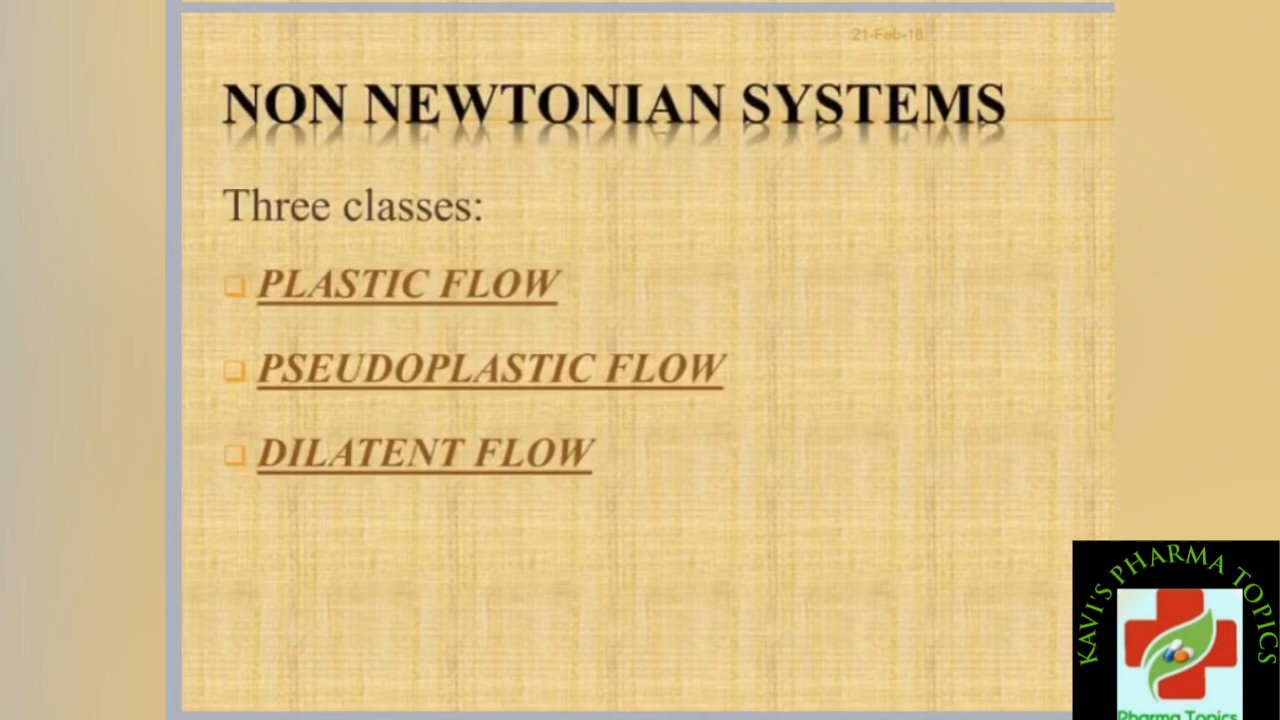 21-Feb-18
NON NEWTONIAN SYSTEMS
Three classes:
PLASTIC FLOW
PSEUDOPLASTIC FLOW
DILATENT FLOW
KAVI'S PHARMA TOPICS
Pharma Topics